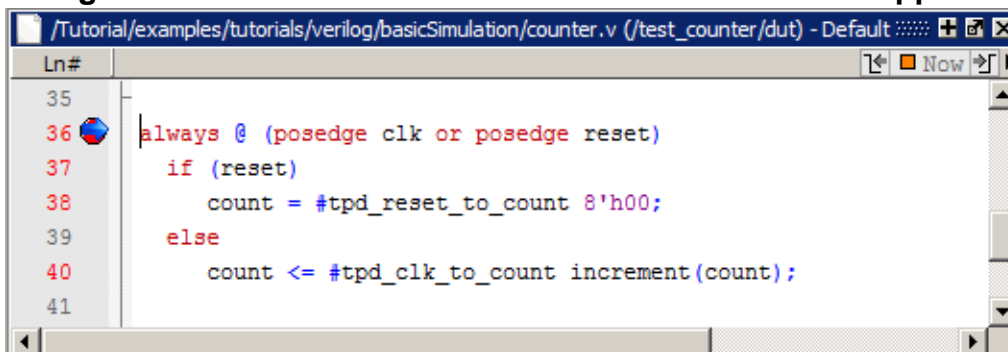 /Tutorial/examples/tutorials/verilog/basicSimulation/counter.v (/test_counter/dut) - Default
Ln#
Now
35
36 always @ (posedge clk or posedge reset)
37 if (reset)
38 count = #tpd_reset_to_count 8'h00;
39 else
40 count <= #tpd_clk_to_count increment(count);
41